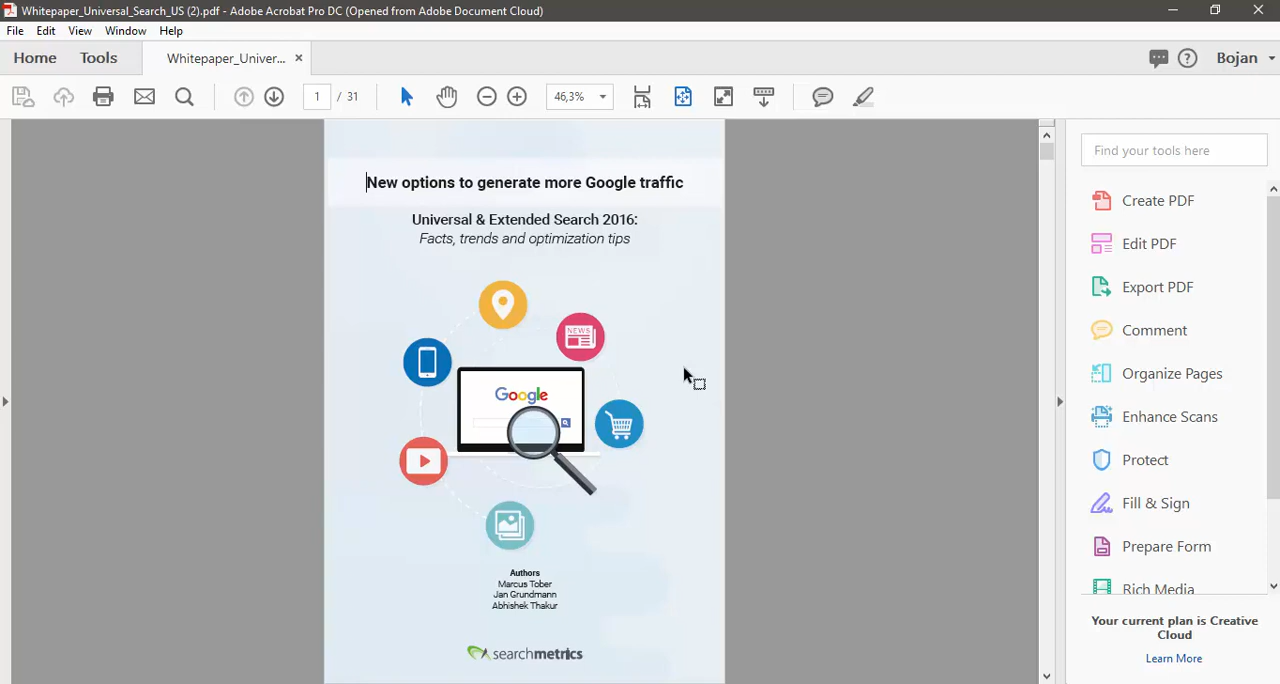 Whitepaper_Universal_Search_US (2).pdf - Adobe Acrobat Pro DC (Opened from Adobe Document Cloud)
File Edit View Window Help
Home Tools Whitepaper_Univer... ×
Bojan
1 / 31 46,3%
Find your tools here
New options to generate more Google traffic
Universal & Extended Search 2016:
Facts, trends and optimization tips
NEWS
Google
Authors
Marcus Tober
Jan Grundmann
Abhishek Thakur
searchmetrics
Create PDF
Edit PDF
Export PDF
Comment
Organize Pages
Enhance Scans
Protect
Fill & Sign
Prepare Form
Rich Media
Your current plan is Creative
Cloud
Learn More